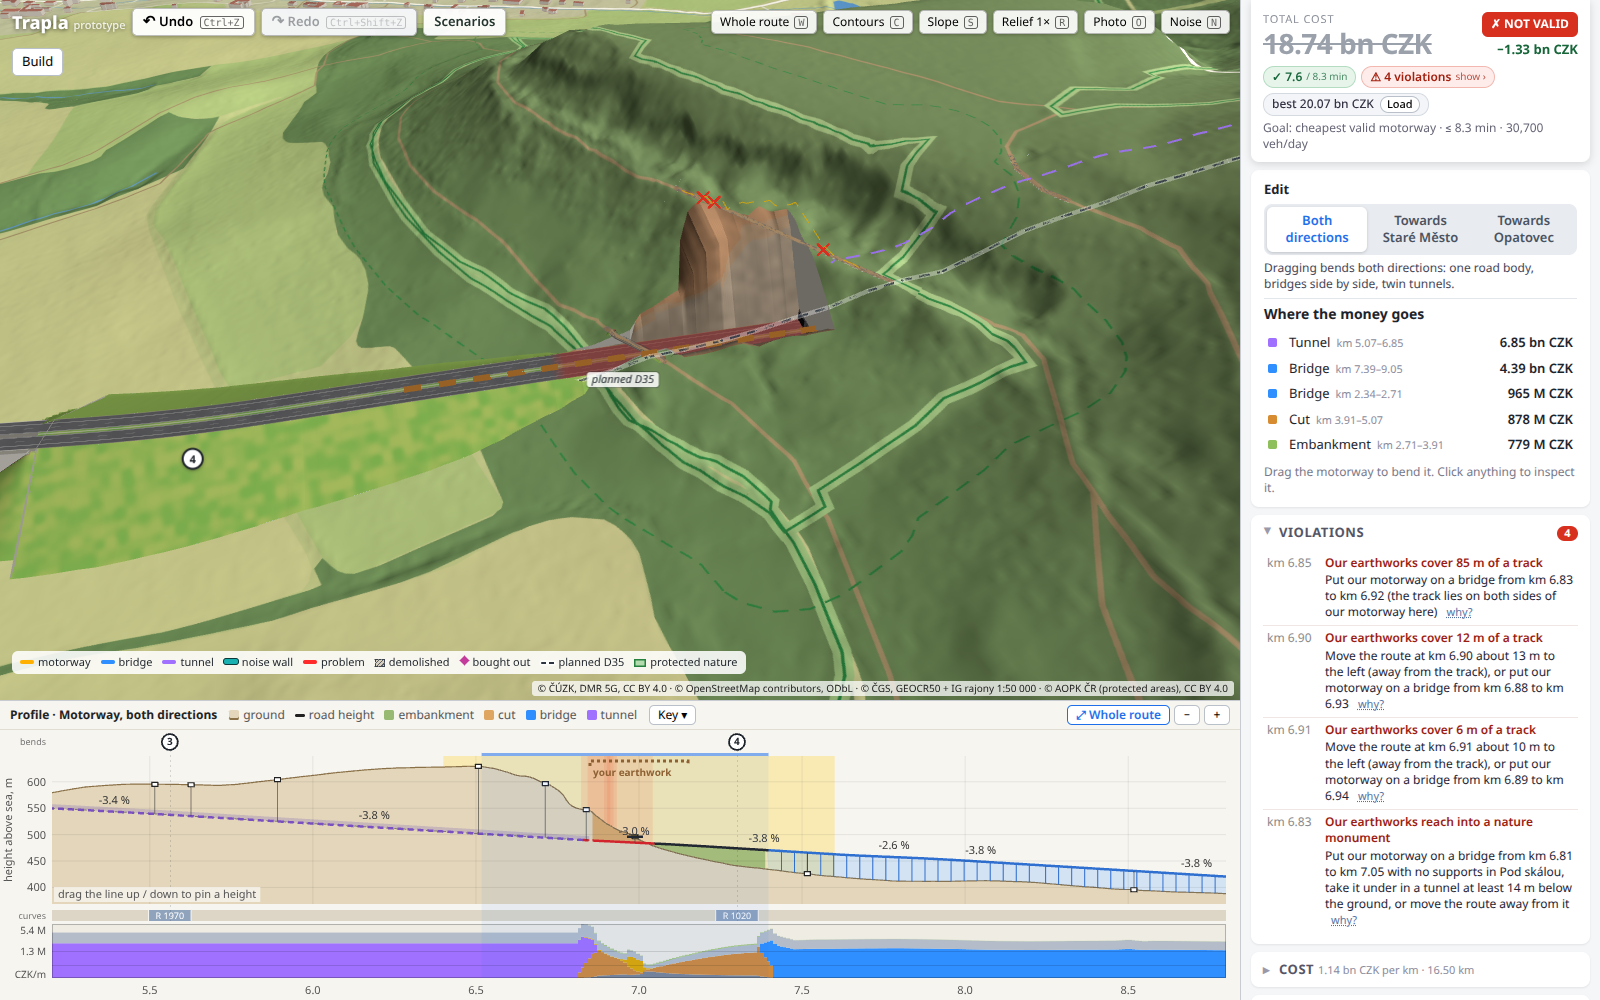 Trapla prototype
↶ Undo Ctrl+Z
↷ Redo Ctrl+Shift+Z
Scenarios
Whole route W
Contours C
Slope S
Relief 1× R
Photo O
Noise N
Build
planned D35
4
motorway
bridge
tunnel
noise wall
problem
demolished
bought out
planned D35
protected nature
© ČÚZK, DMR 5G, CC BY 4.0 · © OpenStreetMap contributors, ODbL · © ČGS, GEOCR50 + IG rajony 1:50 000 · © AOPK ČR (protected areas), CC BY 4.0
Profile · Motorway, both directions
ground
road height
embankment
cut
bridge
tunnel
Key ▾
⤢ Whole route
−
+
bends
3
4
height above sea, m
600
550
500
450
400
your earthwork
-3.4 %
-3.8 %
-3.0 %
-3.8 %
-2.6 %
-3.8 %
-3.8 %
drag the line up / down to pin a height
curves
R 1970
R 1020
5.4 M
1.3 M
CZK/m
5.5
6.0
6.5
7.0
7.5
8.0
8.5
TOTAL COST
18.74 bn CZK
✗ NOT VALID
−1.33 bn CZK
✓ 7.6 / 8.3 min
⚠ 4 violations show ›
best 20.07 bn CZK Load
Goal: cheapest valid motorway · ≤ 8.3 min · 30,700
veh/day
Edit
Both
directions
Towards
Staré Město
Towards
Opatovec
Dragging bends both directions: one road body,
bridges side by side, twin tunnels.
Where the money goes
Tunnel km 5.07–6.85 6.85 bn CZK
Bridge km 7.39–9.05 4.39 bn CZK
Bridge km 2.34–2.71 965 M CZK
Cut km 3.91–5.07 878 M CZK
Embankment km 2.71–3.91 779 M CZK
Drag the motorway to bend it. Click anything to inspect
it.
▼ VIOLATIONS 4
km 6.85 Our earthworks cover 85 m of a track
Put our motorway on a bridge from km 6.83
to km 6.92 (the track lies on both sides of
our motorway here) why?
km 6.90 Our earthworks cover 12 m of a track
Move the route at km 6.90 about 13 m to
the left (away from the track), or put our
motorway on a bridge from km 6.88 to km
6.93 why?
km 6.91 Our earthworks cover 6 m of a track
Move the route at km 6.91 about 10 m to
the left (away from the track), or put our
motorway on a bridge from km 6.89 to km
6.94 why?
km 6.83 Our earthworks reach into a nature
monument
Put our motorway on a bridge from km 6.81
to km 7.05 with no supports in Pod skálou,
take it under in a tunnel at least 14 m below
the ground, or move the route away from it
why?
▶ COST 1.14 bn CZK per km · 16.50 km